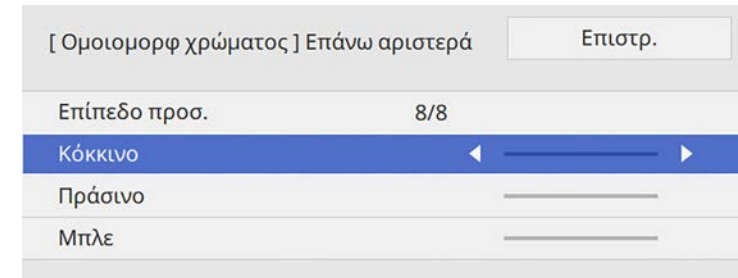 [ Ομοιομορφ χρώματος ] Επάνω αριστερά Επιστρ.
Επίπεδο προσ. 8/8
Κόκκινο
Πράσινο
Μπλε